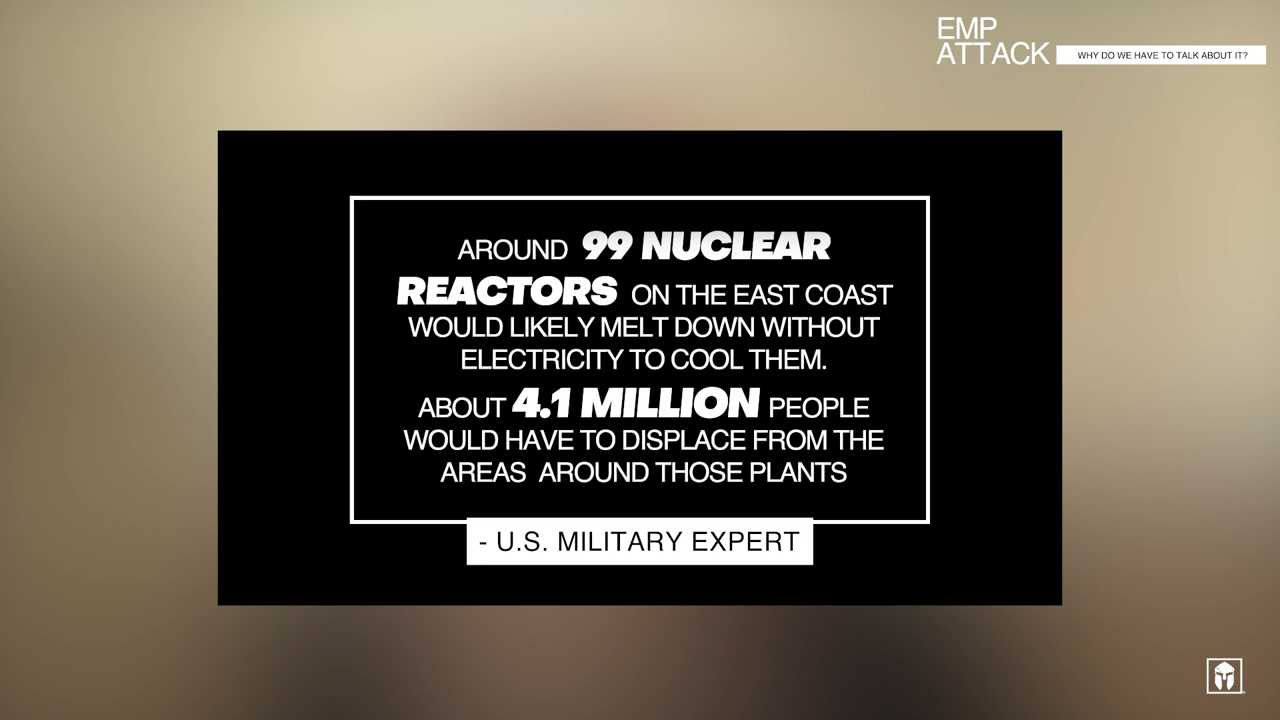 EMP
ATTACK
WHY DO WE HAVE TO TALK ABOUT IT?
AROUND 99 NUCLEAR
REACTORS ON THE EAST COAST
WOULD LIKELY MELT DOWN WITHOUT
ELECTRICITY TO COOL THEM.
ABOUT 4.1 MILLION PEOPLE
WOULD HAVE TO DISPLACE FROM THE
AREAS AROUND THOSE PLANTS
- U.S. MILITARY EXPERT